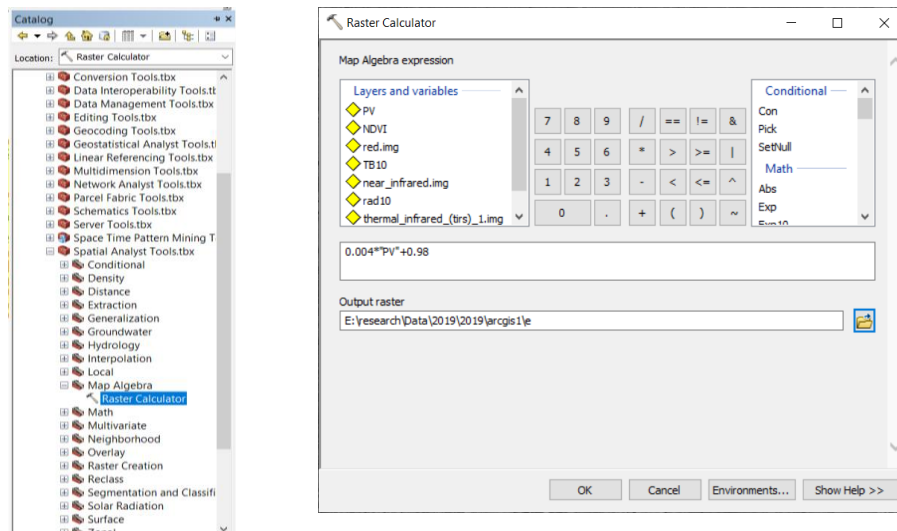 Catalog
Location:
Raster Calculator
Conversion Tools.tbx
Data Interoperability Tools.tb
Data Management Tools.tbx
Editing Tools.tbx
Geocoding Tools.tbx
Geostatistical Analyst Tools.t
Linear Referencing Tools.tbx
Multidimension Tools.tbx
Network Analyst Tools.tbx
Parcel Fabric Tools.tbx
Schematics Tools.tbx
Server Tools.tbx
Space Time Pattern Mining T
Spatial Analyst Tools.tbx
Conditional
Density
Distance
Extraction
Generalization
Groundwater
Hydrology
Interpolation
Local
Map Algebra
Raster Calculator
Math
Multivariate
Neighborhood
Overlay
Raster Creation
Reclass
Segmentation and Classifi
Solar Radiation
Surface
Raster Calculator
Map Algebra expression
Layers and variables
PV
NDVI
red.img
TB10
near_infrared.img
rad10
thermal_infrared_(tirs)_1.img
7 8 9 / == != &
4 5 6 * > >= |
1 2 3 - < <= ^
0 . + ( ) ~
Conditional
Con
Pick
SetNull
Math
Abs
Exp
Exp10
0.004*"PV"+0.98
Output raster
E:\research\Data\2019\2019\arcgis1\e
OK Cancel Environments... Show Help >>